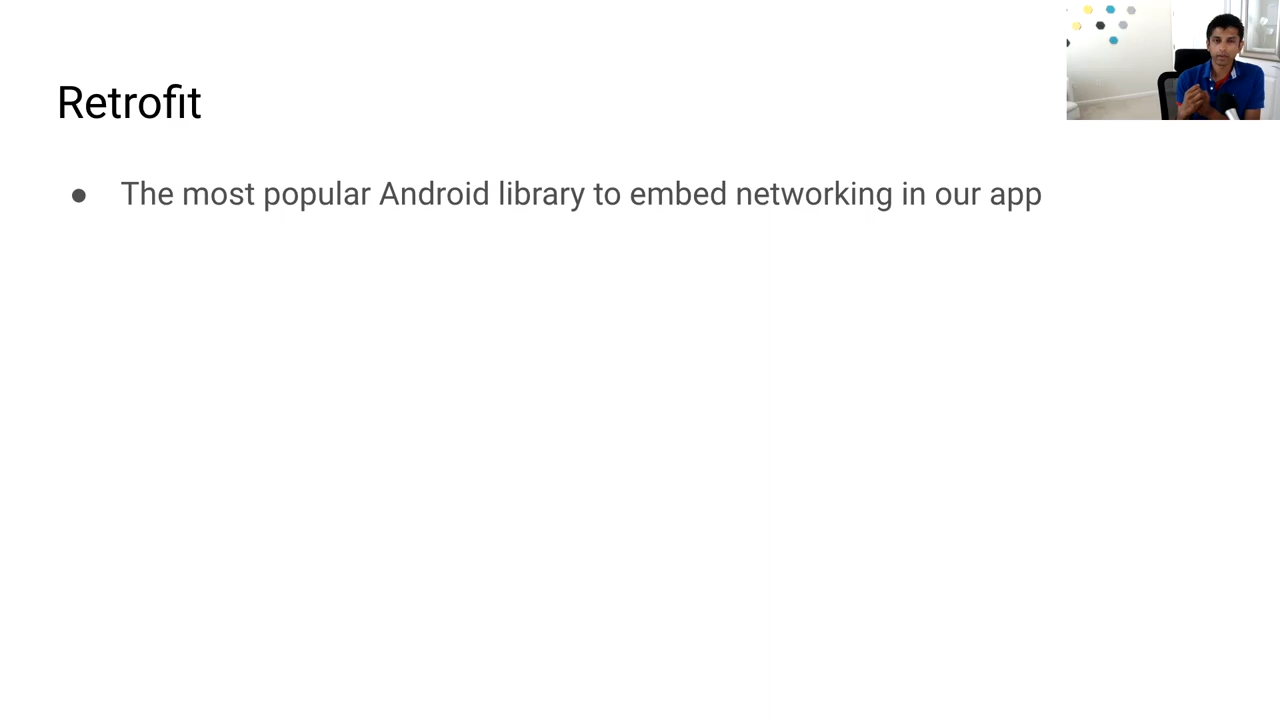 Retrofit
● The most popular Android library to embed networking in our app